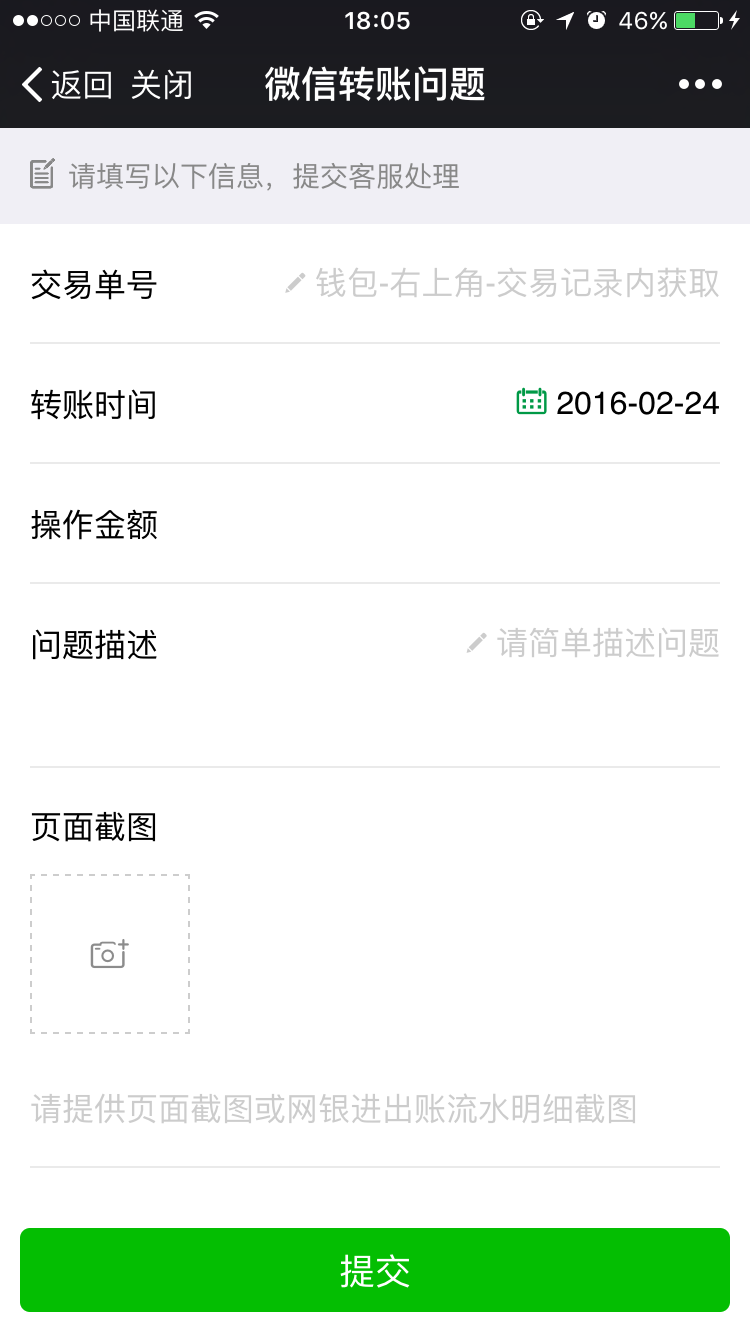 中国联通 18:05 46%
返回 关闭 微信转账问题
请填写以下信息，提交客服处理
交易单号 钱包-右上角-交易记录内获取
转账时间 2016-02-24
操作金额
问题描述 请简单描述问题
页面截图
请提供页面截图或网银进出账流水明细截图
提交